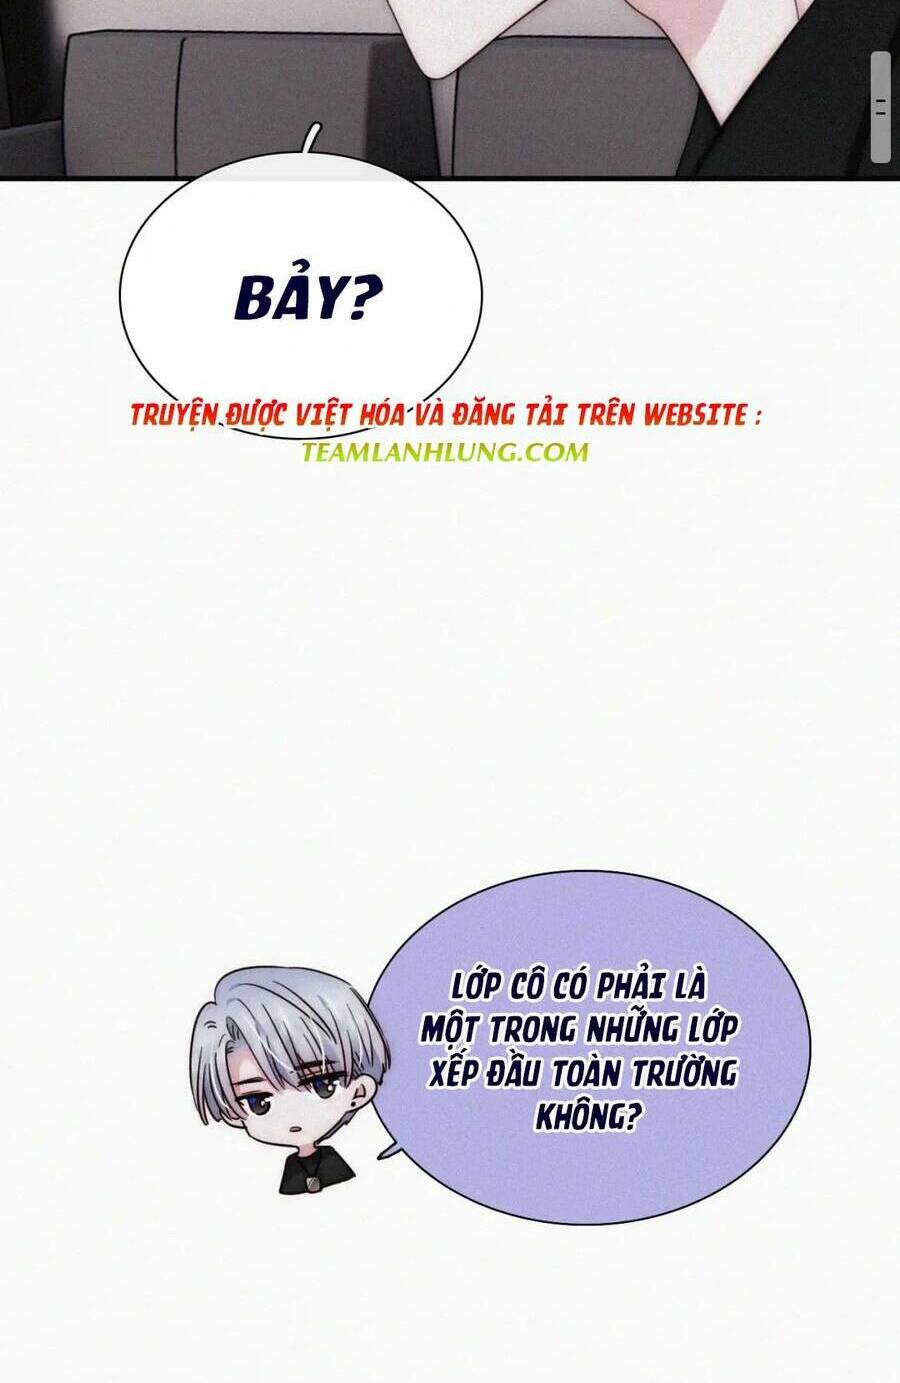 BẢY?
TRUYỆN ĐƯỢC VIỆT HÓA VÀ ĐĂNG TẢI TRÊN WEBSITE :
TEAMLANHLUNG.COM
LỚP CÔ CÓ PHẢI LÀ
MỘT TRONG NHỮNG LỚP
XẾP ĐẦU TOÀN TRƯỜNG
KHÔNG?